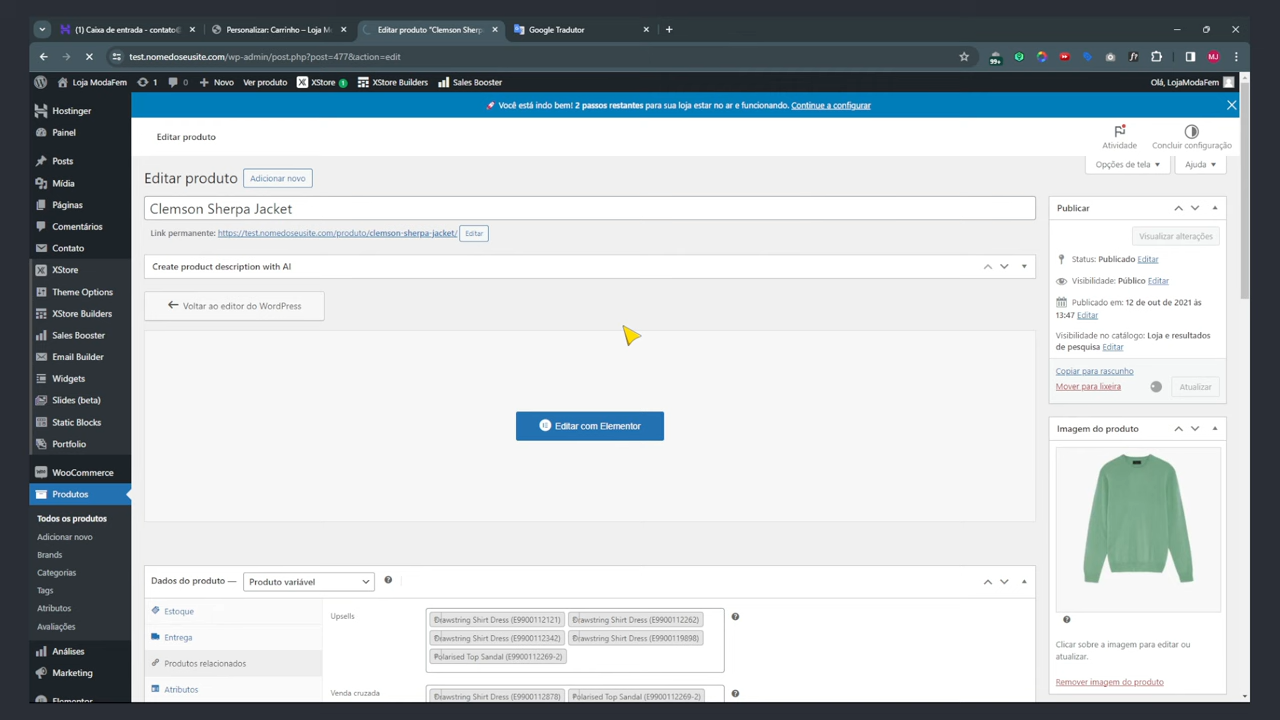 (1) Caixa de entrada - contato@
Personalizar: Carrinho – Loja M
Editar produto "Clemson Sherp
Google Tradutor
test.nomedoseusite.com/wp-admin/post.php?post=477&action=edit
99+
MJ
Loja ModaFem
1
0
Novo
Ver produto
XStore
1
XStore Builders
Sales Booster
Olá, LojaModaFem
Você está indo bem! 2 passos restantes para sua loja estar no ar e funcionando. Continue a configurar
Hostinger
Painel
Posts
Mídia
Páginas
Comentários
Contato
XStore
Theme Options
XStore Builders
Sales Booster
Email Builder
Widgets
Slides (beta)
Static Blocks
Portfolio
WooCommerce
Produtos
Todos os produtos
Adicionar novo
Brands
Categorias
Tags
Atributos
Avaliações
Análises
Marketing
Elementor
Editar produto
Atividade
Concluir configuração
Opções de tela
Ajuda
Editar produto
Adicionar novo
Clemson Sherpa Jacket
Link permanente: https://test.nomedoseusite.com/produto/clemson-sherpa-jacket/ Editar
Create product description with AI
Voltar ao editor do WordPress
Editar com Elementor
Dados do produto —
Produto variável
Estoque
Entrega
Produtos relacionados
Atributos
Upsells
Drawstring Shirt Dress (E9900112121)
Drawstring Shirt Dress (E9900112262)
Drawstring Shirt Dress (E9900112342)
Drawstring Shirt Dress (E9900119898)
Polarised Top Sandal (E9900112269-2)
Venda cruzada
Drawstring Shirt Dress (E9900112878)
Polarised Top Sandal (E9900112269-2)
Publicar
Visualizar alterações
Status: Publicado Editar
Visibilidade: Público Editar
Publicado em: 12 de out de 2021 às
13:47 Editar
Visibilidade no catálogo: Loja e resultados
de pesquisa Editar
Copiar para rascunho
Mover para lixeira
Atualizar
Imagem do produto
Clicar sobre a imagem para editar ou
atualizar.
Remover imagem do produto